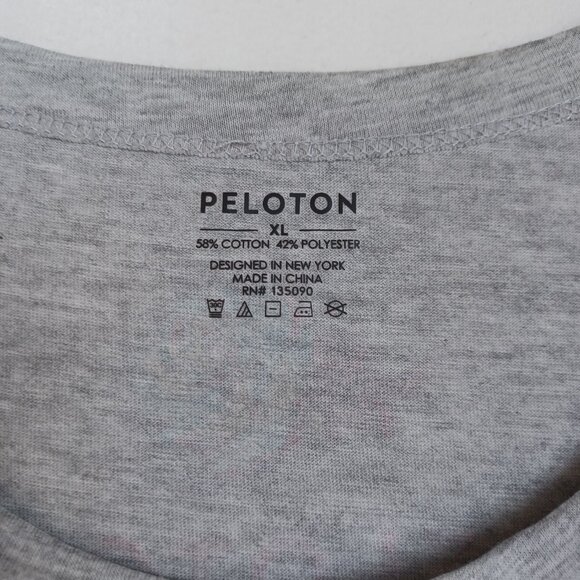 PELOTON
XL
58% COTTON 42% POLYESTER
DESIGNED IN NEW YORK
MADE IN CHINA
RN# 135090